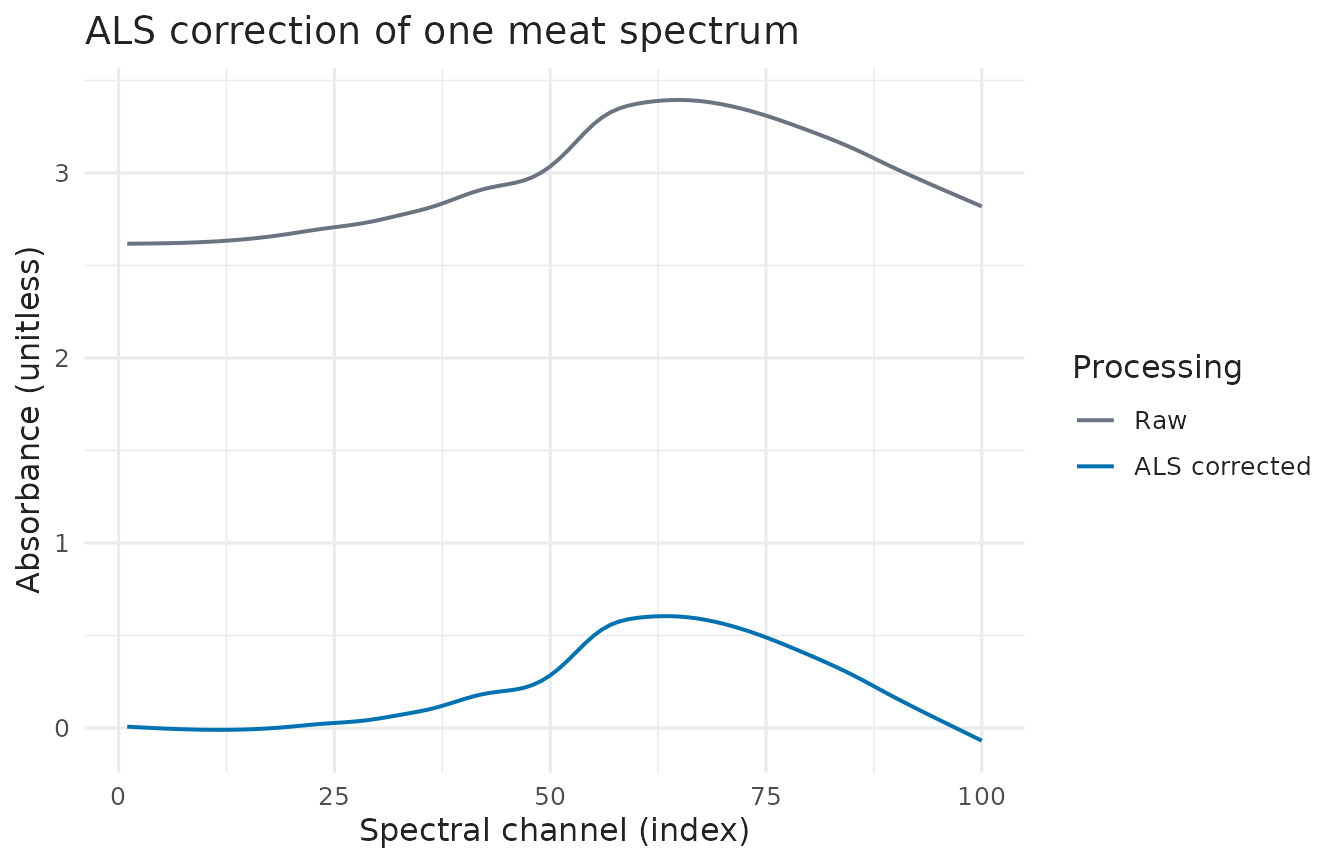 ALS correction of one meat spectrum
Absorbance (unitless)
3
2
1
0
0 25 50 75 100
Spectral channel (index)
Processing
Raw
ALS corrected